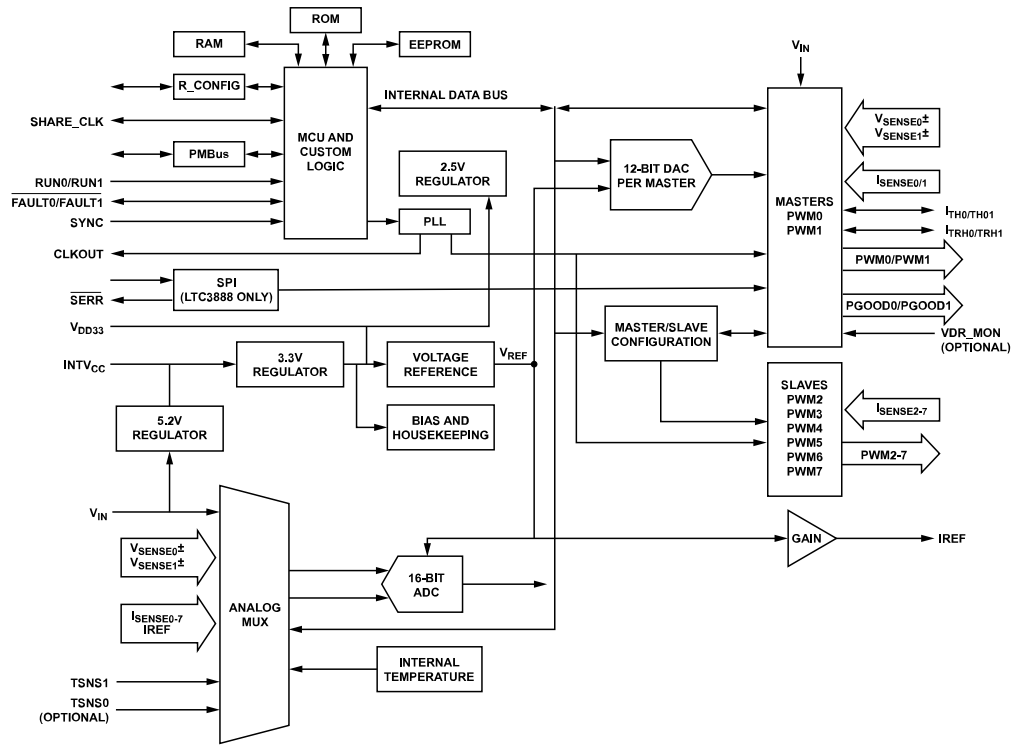 ROM
RAM
EEPROM
R_CONFIG
SHARE_CLK
PMBus
RUN0/RUN1
FAULT0/FAULT1
SYNC
CLKOUT
MCU AND
CUSTOM
LOGIC
INTERNAL DATA BUS
2.5V
REGULATOR
PLL
SERR
SPI
(LTC3888 ONLY)
VDD33
INTVCC
3.3V
REGULATOR
VOLTAGE
REFERENCE
VREF
5.2V
REGULATOR
BIAS AND
HOUSEKEEPING
12-BIT DAC
PER MASTER
VIN
MASTERS
PWM0
PWM1
VSENSE0±
VSENSE1±
ISENSE0/1
ITH0/TH01
ITRH0/TRH1
PWM0/PWM1
PGOOD0/PGOOD1
VDR_MON
(OPTIONAL)
MASTER/SLAVE
CONFIGURATION
SLAVES
PWM2
PWM3
PWM4
PWM5
PWM6
PWM7
ISENSE2-7
PWM2-7
VIN
VSENSE0±
VSENSE1±
ISENSE0-7
IREF
TSNS1
TSNS0
(OPTIONAL)
ANALOG
MUX
16-BIT
ADC
INTERNAL
TEMPERATURE
GAIN
IREF